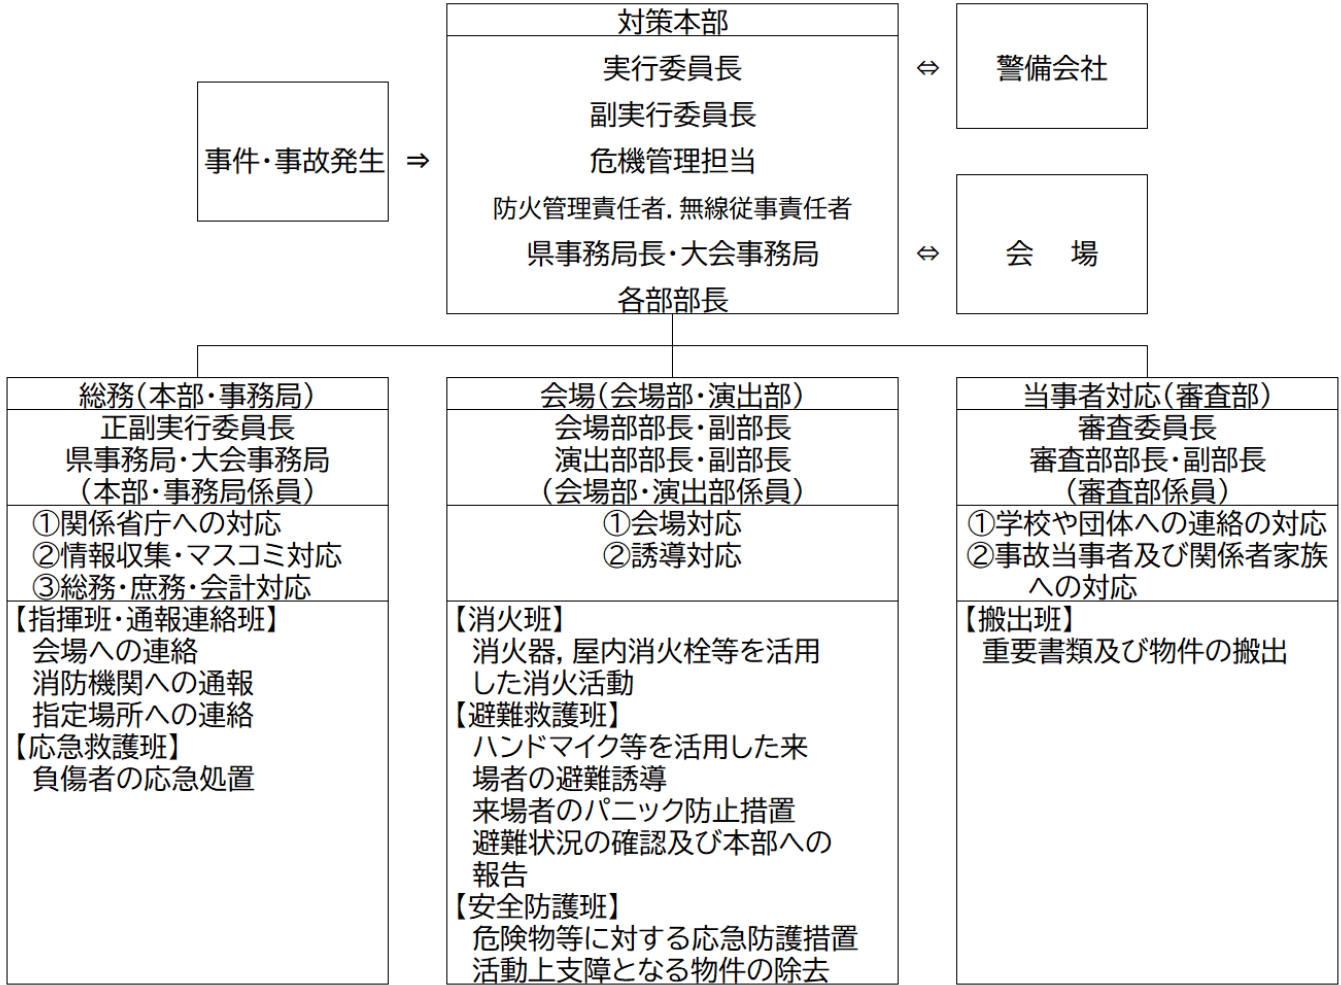 対策本部
実行委員長
副実行委員長
危機管理担当
防火管理責任者．無線従事責任者
県事務局長・大会事務局
各部部長
事件・事故発生
⇒
⇔
警備会社
⇔
会　場
総務（本部・事務局）
正副実行委員長
県事務局・大会事務局
（本部・事務局係員）
①関係省庁への対応
②情報収集・マスコミ対応
③総務・庶務・会計対応
【指揮班・通報連絡班】
会場への連絡
消防機関への通報
指定場所への連絡
【応急救護班】
負傷者の応急処置
会場（会場部・演出部）
会場部部長・副部長
演出部部長・副部長
（会場部・演出部係員）
①会場対応
②誘導対応
【消火班】
消火器，屋内消火栓等を活用
した消火活動
【避難救護班】
ハンドマイク等を活用した来
場者の避難誘導
来場者のパニック防止措置
避難状況の確認及び本部への
報告
【安全防護班】
危険物等に対する応急防護措置
活動上支障となる物件の除去
当事者対応（審査部）
審査委員長
審査部部長・副部長
（審査部係員）
①学校や団体への連絡の対応
②事故当事者及び関係者家族
への対応
【搬出班】
重要書類及び物件の搬出